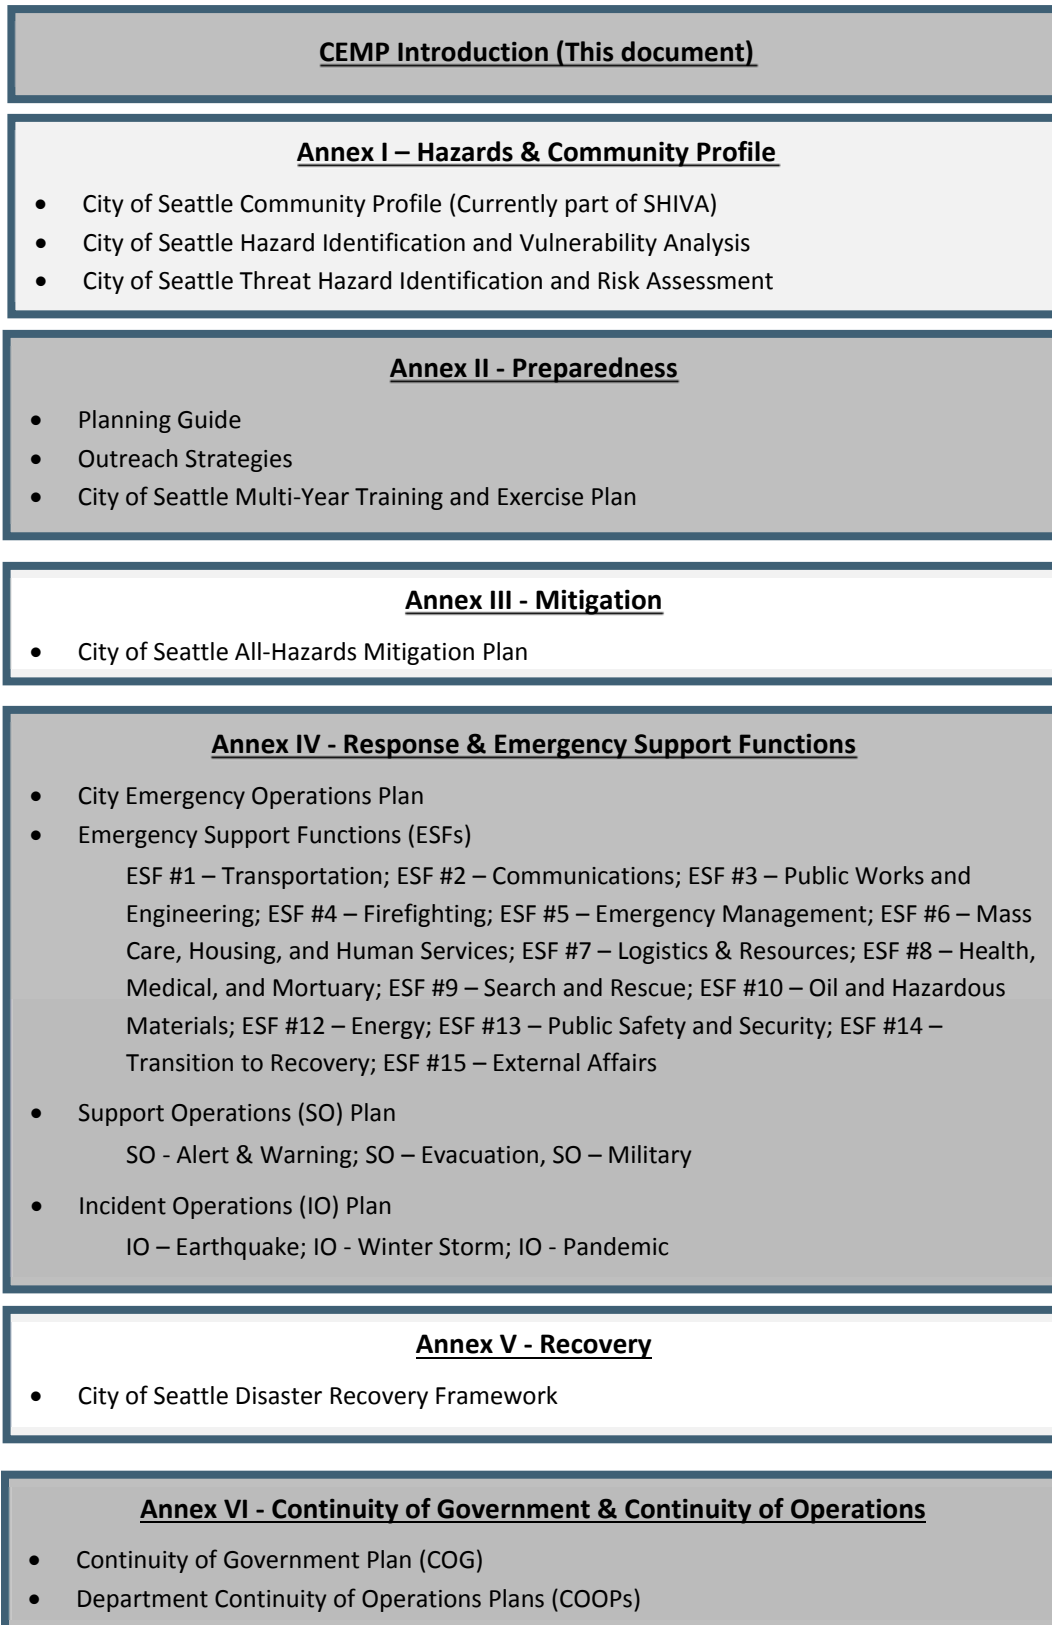 CEMP Introduction (This document)
Annex I – Hazards & Community Profile
• City of Seattle Community Profile (Currently part of SHIVA)
• City of Seattle Hazard Identification and Vulnerability Analysis
• City of Seattle Threat Hazard Identification and Risk Assessment
Annex II - Preparedness
• Planning Guide
• Outreach Strategies
• City of Seattle Multi-Year Training and Exercise Plan
Annex III - Mitigation
• City of Seattle All-Hazards Mitigation Plan
Annex IV - Response & Emergency Support Functions
• City Emergency Operations Plan
• Emergency Support Functions (ESFs)
ESF #1 – Transportation; ESF #2 – Communications; ESF #3 – Public Works and
Engineering; ESF #4 – Firefighting; ESF #5 – Emergency Management; ESF #6 – Mass
Care, Housing, and Human Services; ESF #7 – Logistics & Resources; ESF #8 – Health,
Medical, and Mortuary; ESF #9 – Search and Rescue; ESF #10 – Oil and Hazardous
Materials; ESF #12 – Energy; ESF #13 – Public Safety and Security; ESF #14 –
Transition to Recovery; ESF #15 – External Affairs
• Support Operations (SO) Plan
SO - Alert & Warning; SO – Evacuation, SO – Military
• Incident Operations (IO) Plan
IO – Earthquake; IO - Winter Storm; IO - Pandemic
Annex V - Recovery
• City of Seattle Disaster Recovery Framework
Annex VI - Continuity of Government & Continuity of Operations
• Continuity of Government Plan (COG)
• Department Continuity of Operations Plans (COOPs)